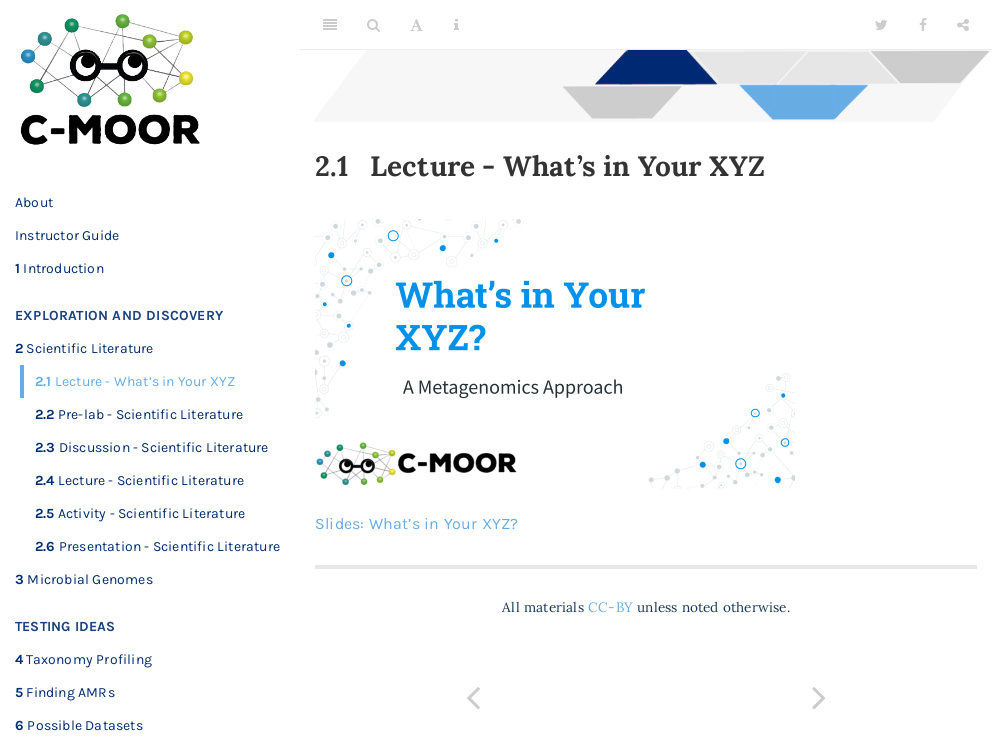 C-MOOR
About
Instructor Guide
1 Introduction
EXPLORATION AND DISCOVERY
2 Scientific Literature
2.1 Lecture - What’s in Your XYZ
2.2 Pre-lab - Scientific Literature
2.3 Discussion - Scientific Literature
2.4 Lecture - Scientific Literature
2.5 Activity - Scientific Literature
2.6 Presentation - Scientific Literature
3 Microbial Genomes
TESTING IDEAS
4 Taxonomy Profiling
5 Finding AMRs
6 Possible Datasets
2.1 Lecture - What’s in Your XYZ
What’s in Your
XYZ?
A Metagenomics Approach
C-MOOR
Slides: What’s in Your XYZ?
All materials CC-BY unless noted otherwise.